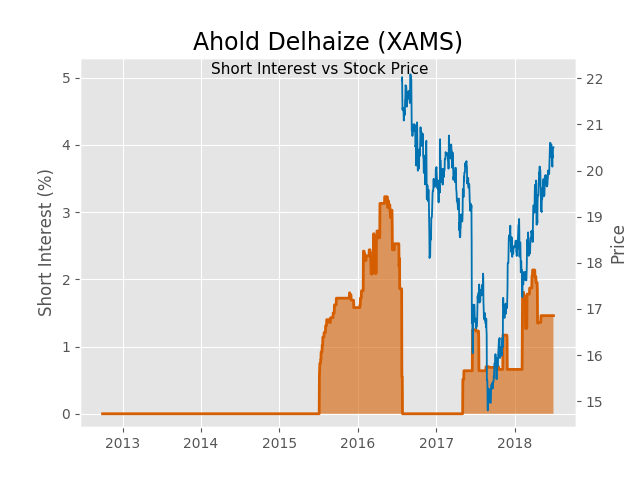 Ahold Delhaize (XAMS)
Short Interest vs Stock Price
Short Interest (%)
5
4
3
2
1
0
22
21
20
19
18
17
16
15
Price
2013 2014 2015 2016 2017 2018